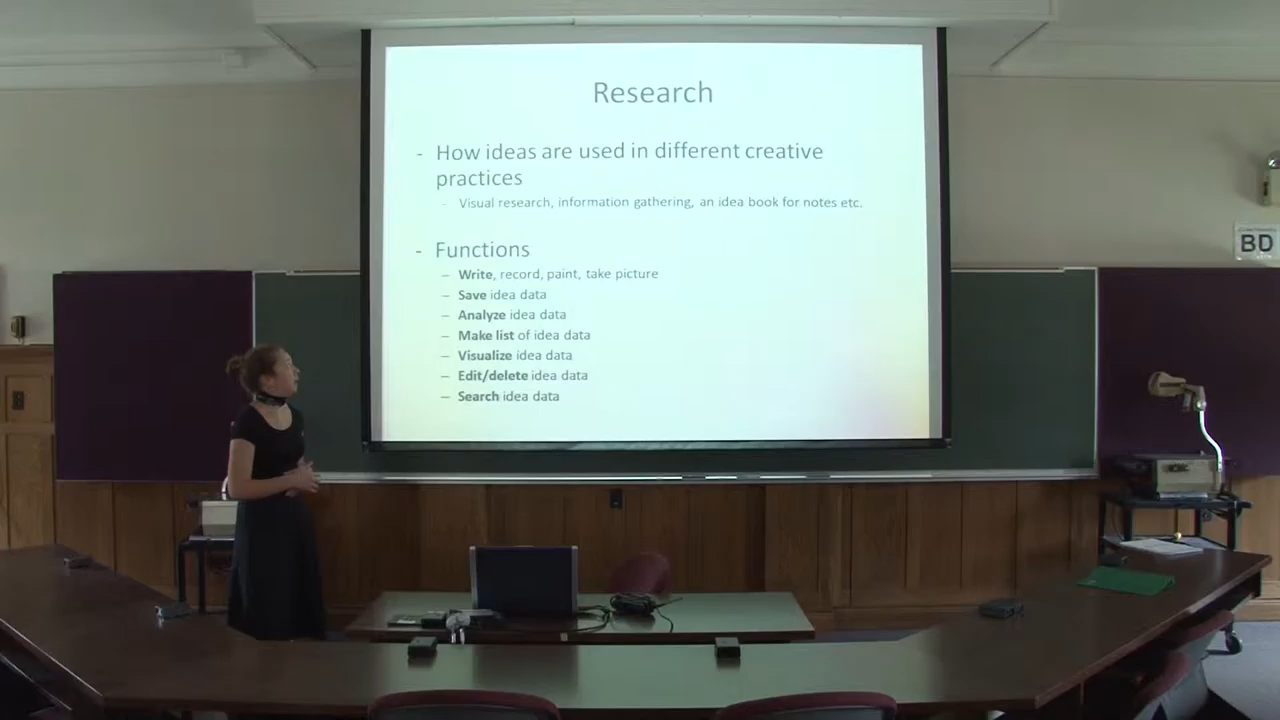 Research
- How ideas are used in different creative
practices
- Visual research, information gathering, an idea book for notes etc.
- Functions
– Write, record, paint, take picture
– Save idea data
– Analyze idea data
– Make list of idea data
– Visualize idea data
– Edit/delete idea data
– Search idea data
BD